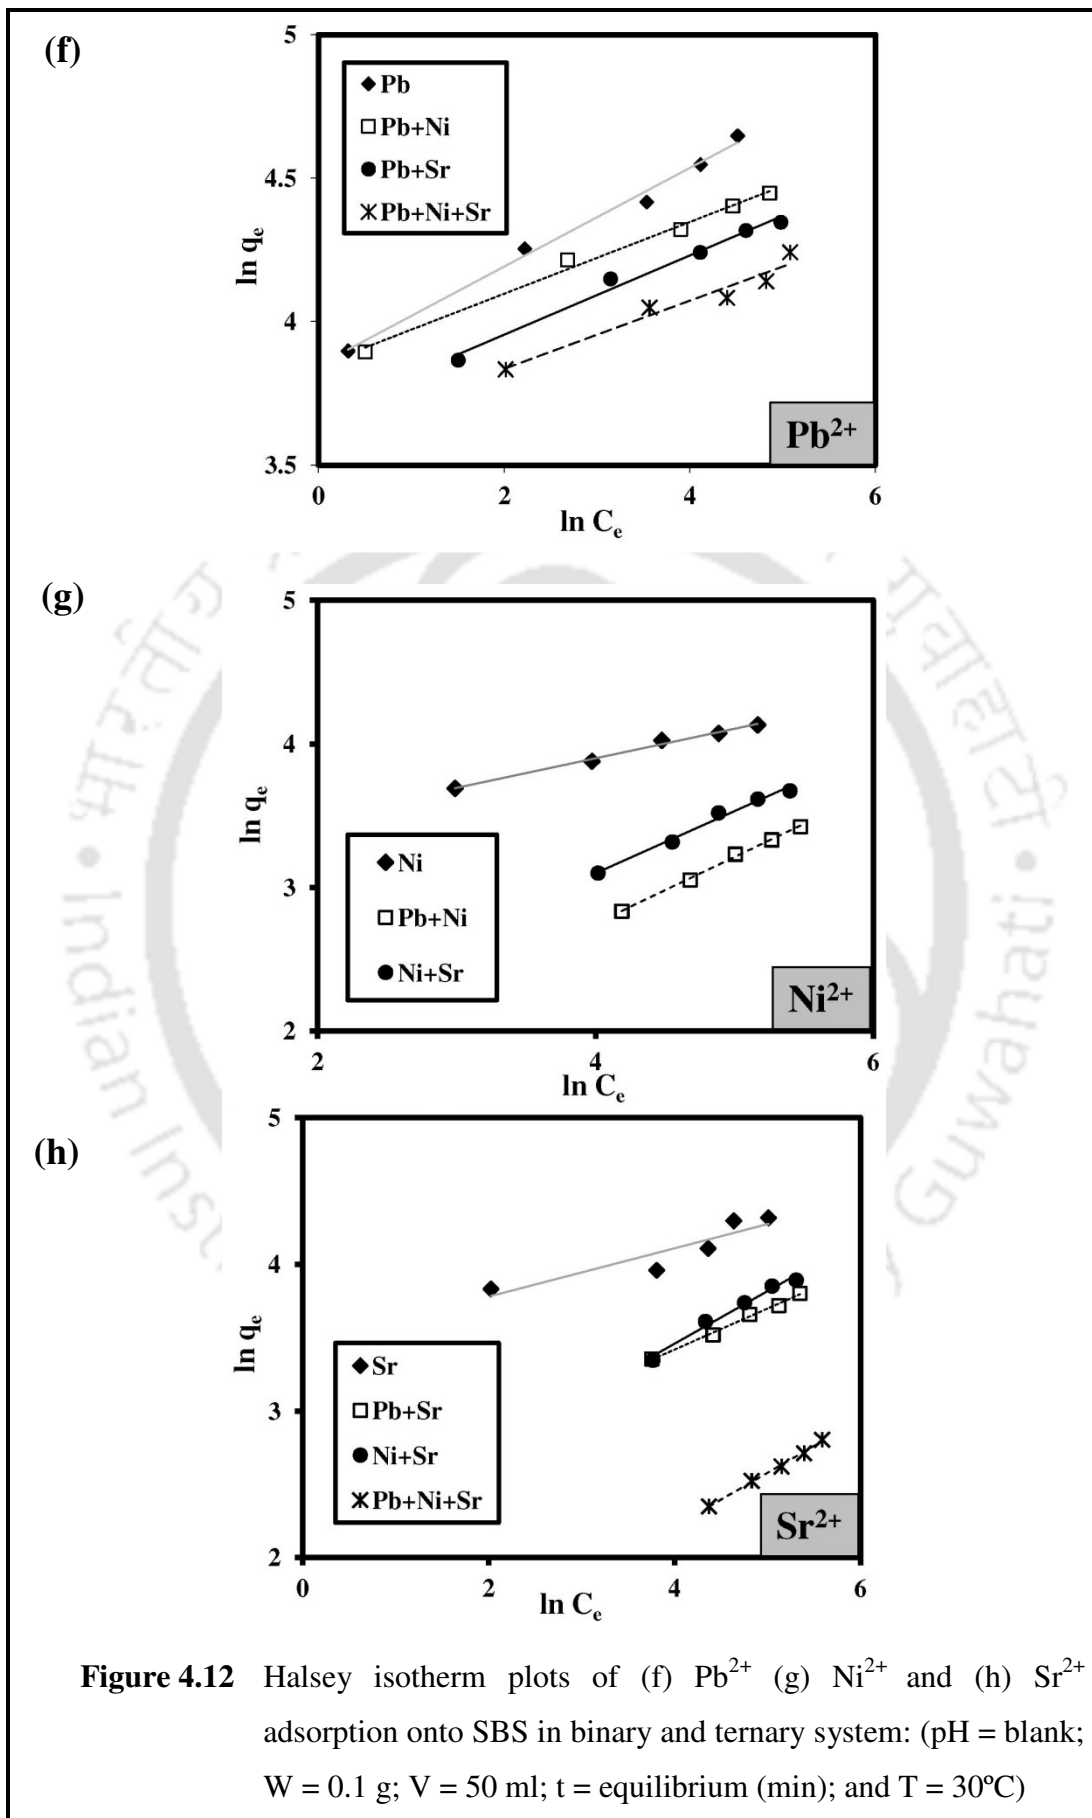 (f)
5
4.5
4
3.5
ln qₑ
Pb
Pb+Ni
Pb+Sr
Pb+Ni+Sr
Pb²⁺
0 2 4 6
ln Cₑ
(g)
5
4
3
2
ln qₑ
Ni
Pb+Ni
Ni+Sr
Ni²⁺
2 4 6
ln Cₑ
(h)
5
4
3
2
ln qₑ
Sr
Pb+Sr
Ni+Sr
Pb+Ni+Sr
Sr²⁺
0 2 4 6
ln Cₑ
Indian Ins
Guwahati
Figure 4.12 Halsey isotherm plots of (f) Pb²⁺ (g) Ni²⁺ and (h) Sr²⁺
adsorption onto SBS in binary and ternary system: (pH = blank;
W = 0.1 g; V = 50 ml; t = equilibrium (min); and T = 30ºC)